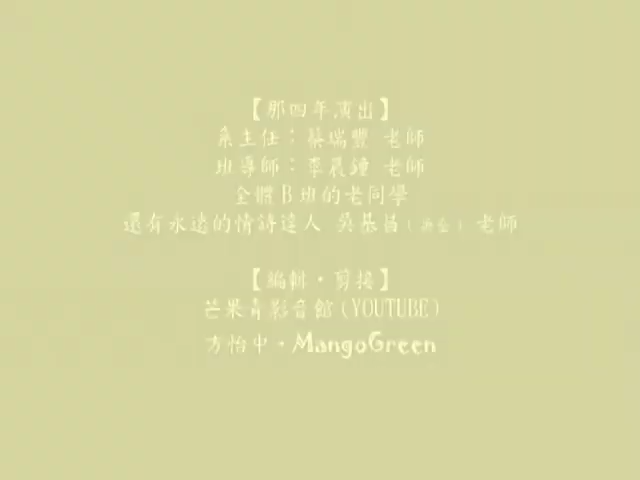 【那四年演出】
系主任：蔡瑞豐 老師
班導師：李晨鐘 老師
全體B班的老同學
還有永遠的情詩達人 吳基昌 老師
【編輯・剪接】
芒果青影音館(YOUTUBE)
方怡中・MangoGreen